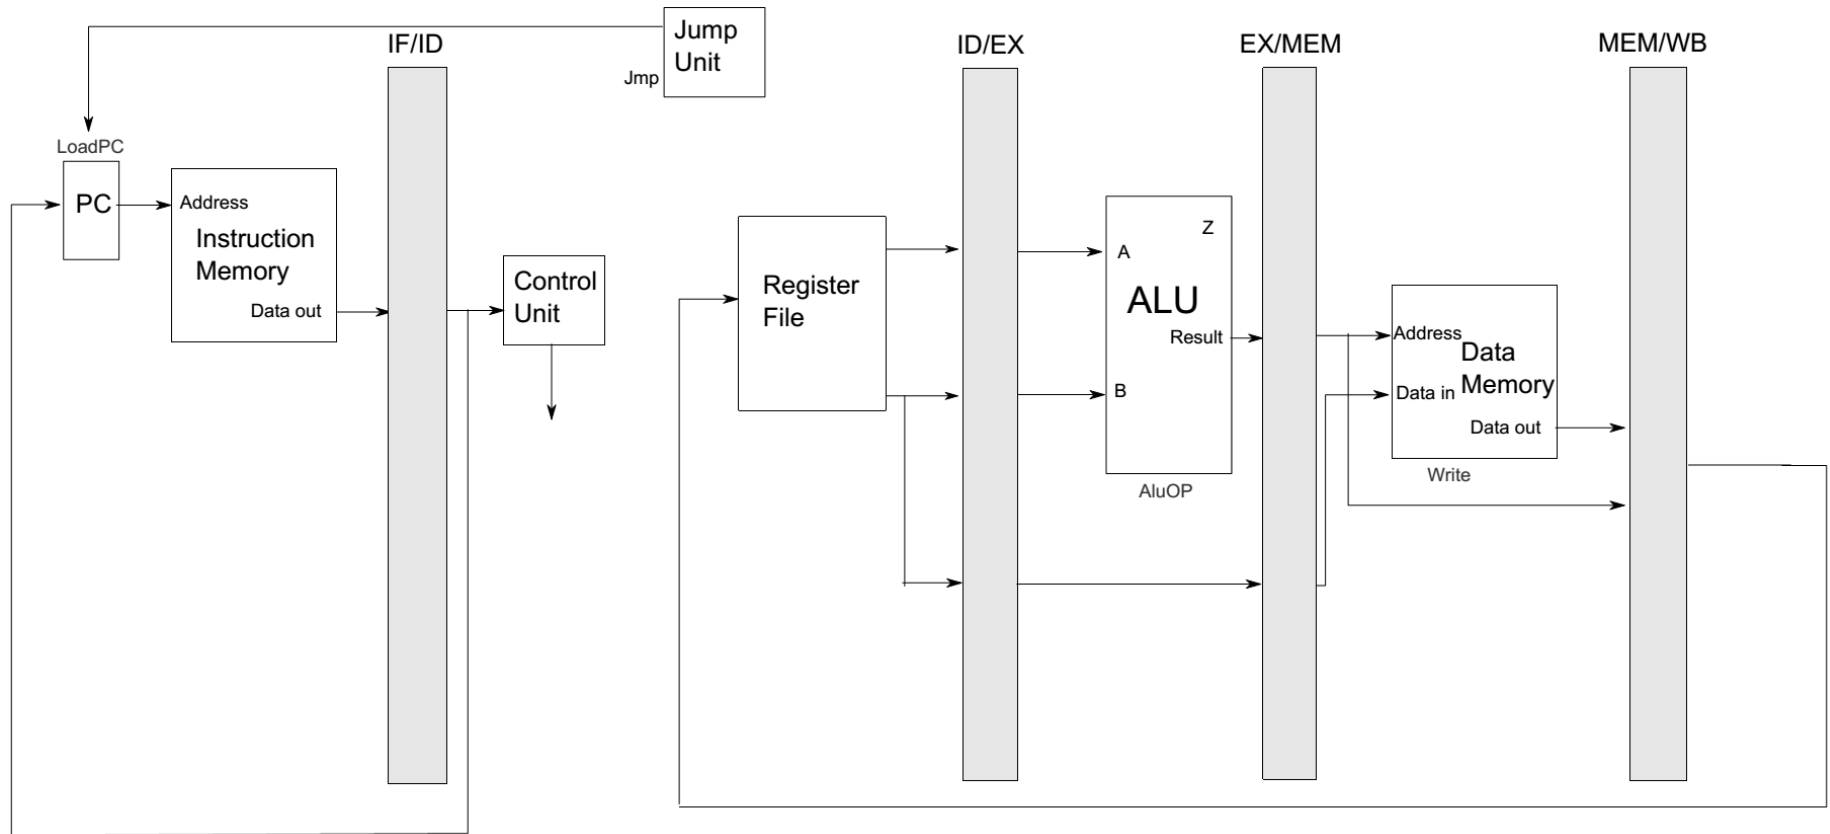 Jump
Unit
Jmp
IF/ID
ID/EX
EX/MEM
MEM/WB
LoadPC
PC
Address
Instruction
Memory
Data out
Control
Unit
Register
File
Z
A
ALU
Result
B
AluOP
Address
Data
Memory
Data in
Data out
Write